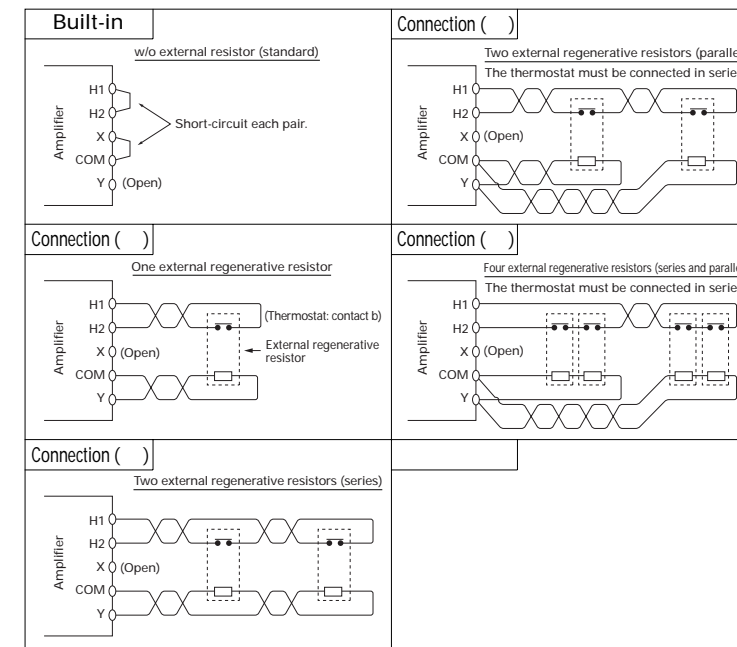 Built-in
w/o external resistor (standard)
Amplifier
H1
H2
X
COM
Y
(Open)
Short-circuit each pair.
Connection ( )
Two external regenerative resistors (paralle
The thermostat must be connected in serie
Amplifier
H1
H2
X
(Open)
COM
Y
Connection ( )
One external regenerative resistor
Amplifier
H1
H2
X
(Open)
COM
Y
(Thermostat: contact b)
External regenerative
resistor
Connection ( )
Four external regenerative resistors (series and paralle
The thermostat must be connected in serie
Amplifier
H1
H2
X
(Open)
COM
Y
Connection ( )
Two external regenerative resistors (series)
Amplifier
H1
H2
X
(Open)
COM
Y